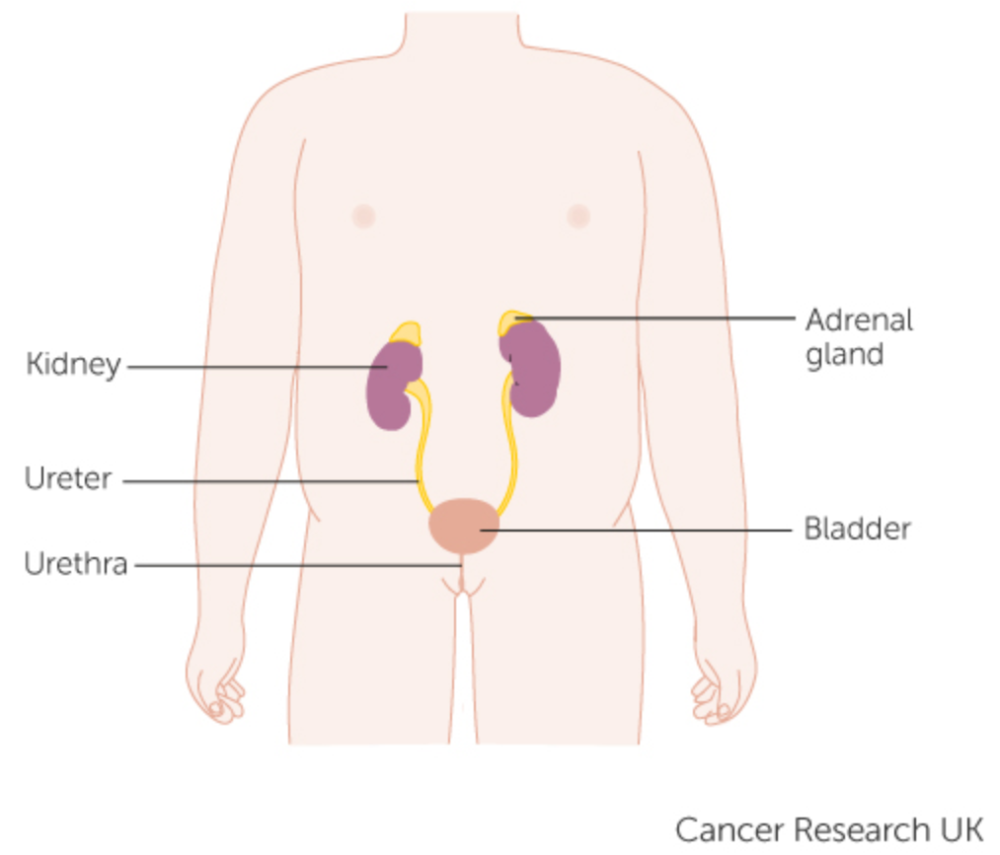 Kidney
Adrenal
gland
Ureter
Bladder
Urethra
Cancer Research UK